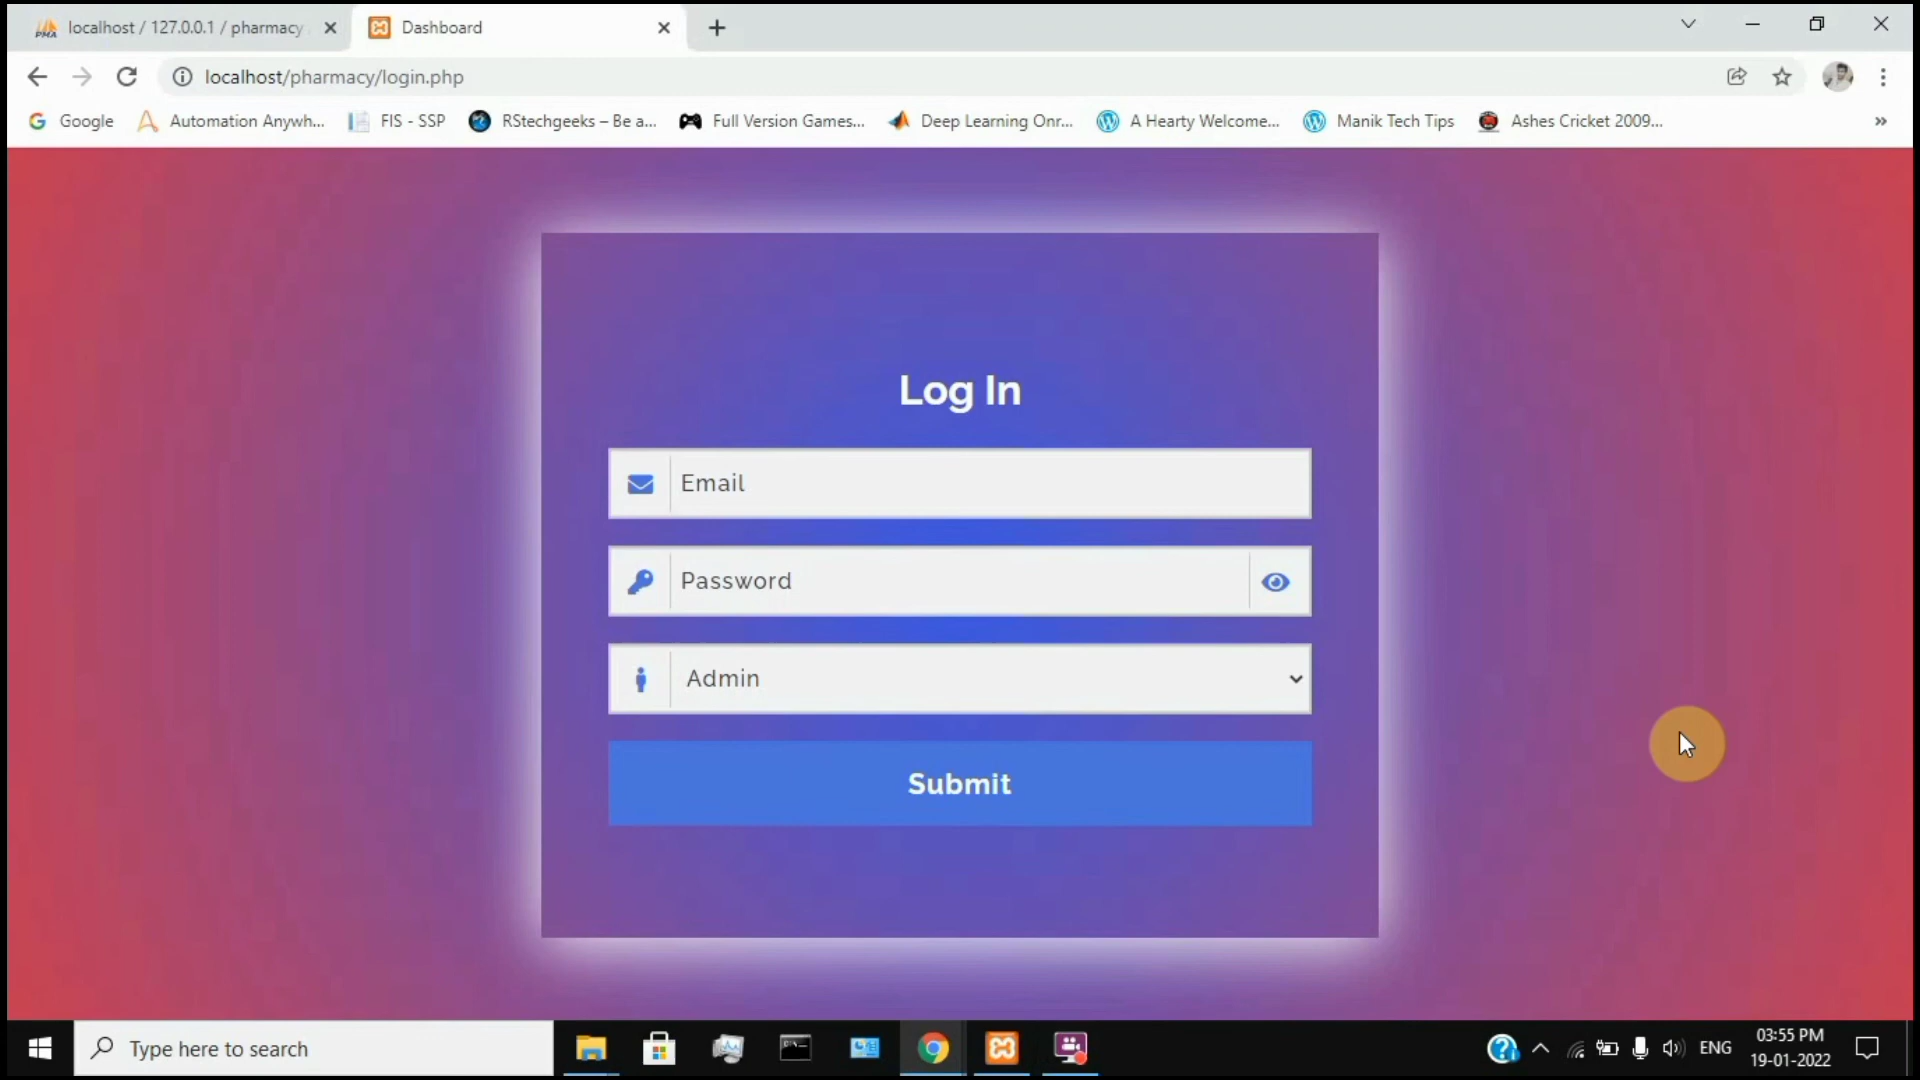 localhost / 127.0.0.1 / pharmacy
Dashboard
localhost/pharmacy/login.php
Google
Automation Anywh...
FIS - SSP
RStechgeeks – Be a...
Full Version Games...
Deep Learning Onr...
A Hearty Welcome...
Manik Tech Tips
Ashes Cricket 2009...
»
Log In
Email
Password
Admin
Submit
Type here to search
ENG
03:55 PM
19-01-2022